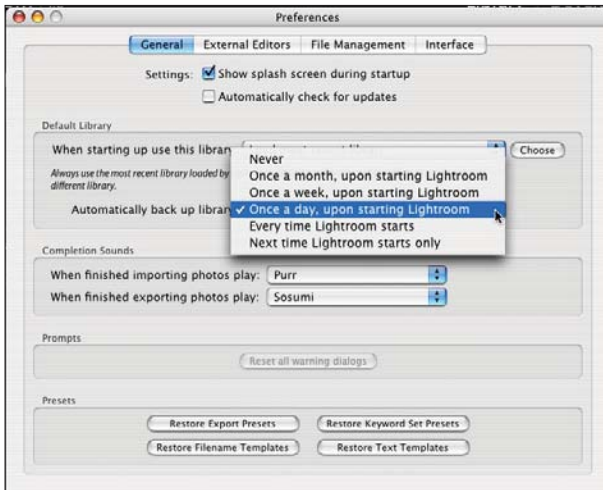 Preferences
General External Editors File Management Interface
Settings: Show splash screen during startup
Automatically check for updates
Default Library
When starting up use this library Choose
Always use the most recent library loaded by
different library.
Automatically back up library
Never
Once a month, upon starting Lightroom
Once a week, upon starting Lightroom
✓ Once a day, upon starting Lightroom
Every time Lightroom starts
Next time Lightroom starts only
Completion Sounds
When finished importing photos play: Purr
When finished exporting photos play: Sosumi
Prompts
Reset all warning dialogs
Presets
Restore Export Presets Restore Keyword Set Presets
Restore Filename Templates Restore Text Templates